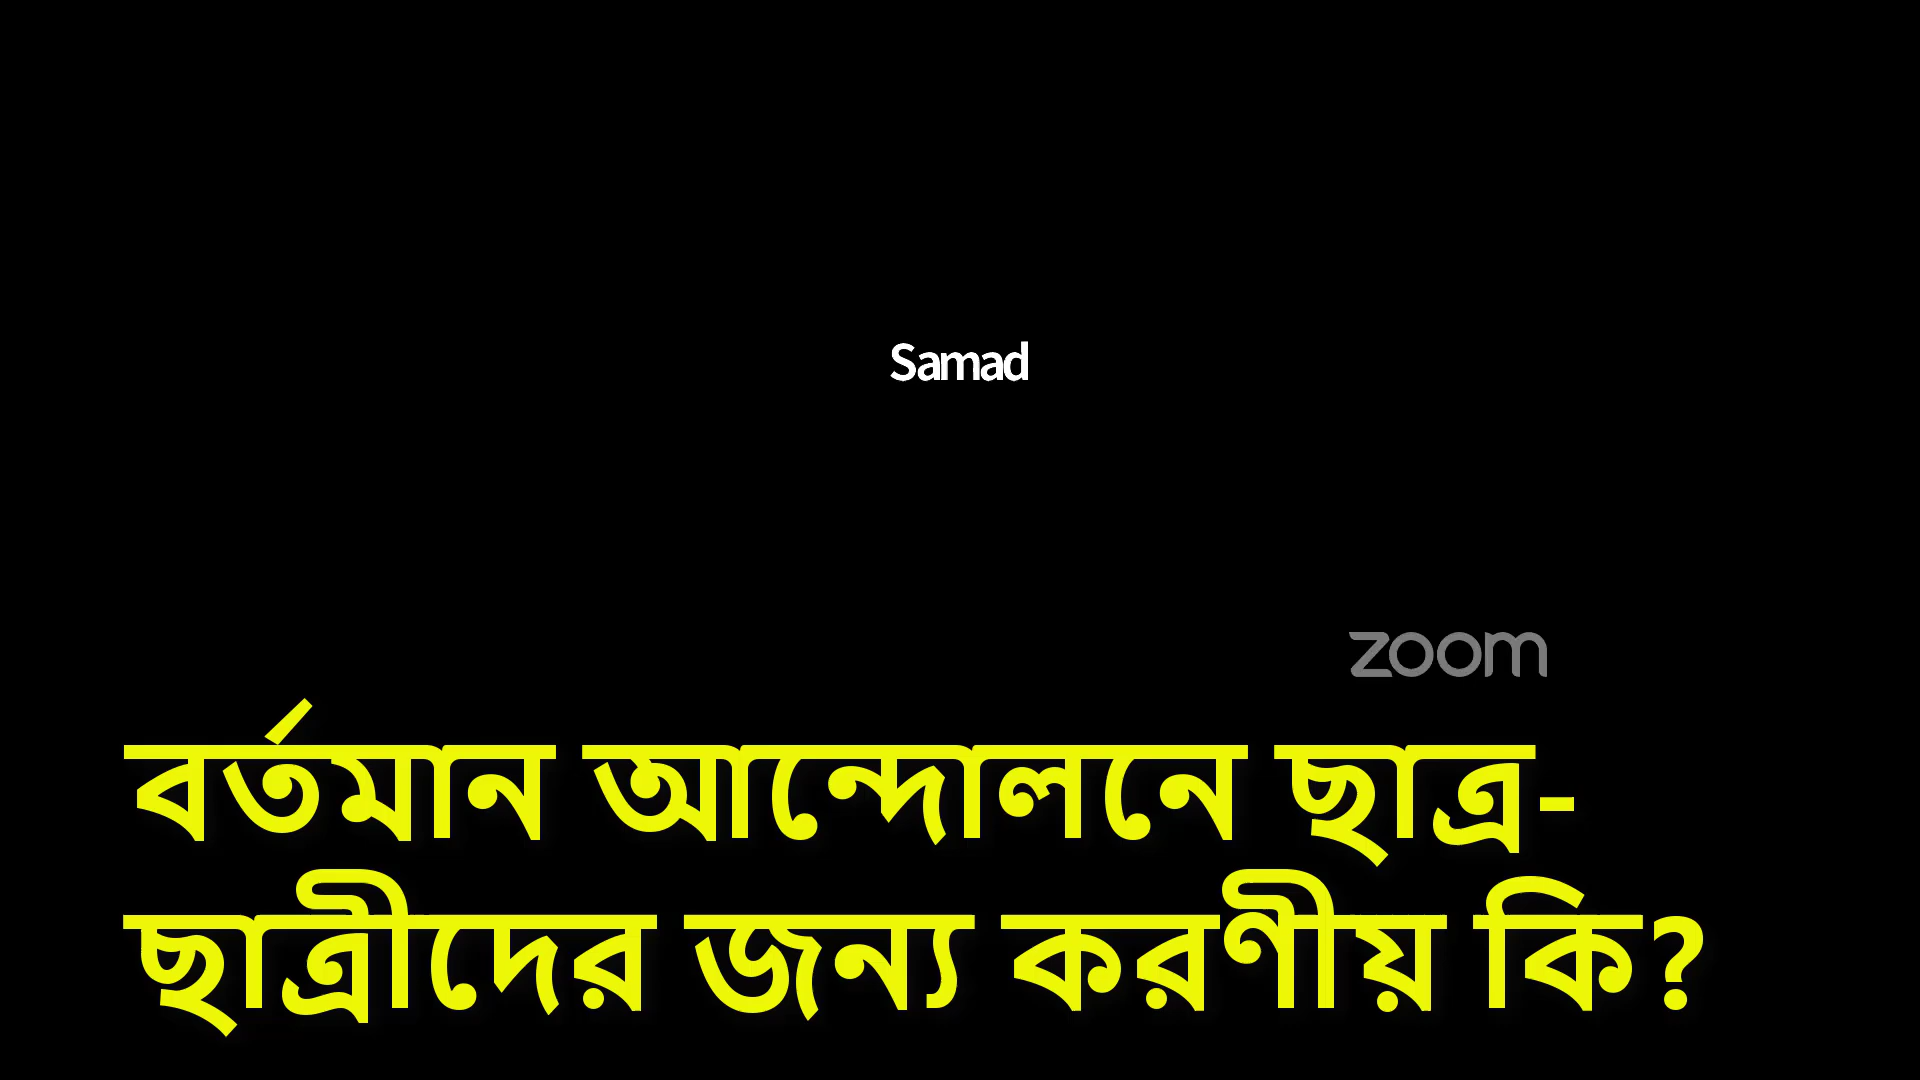 Samad
zoom
বর্তমান আন্দোলনে ছাত্র-
ছাত্রীদের জন্য করণীয় কি?